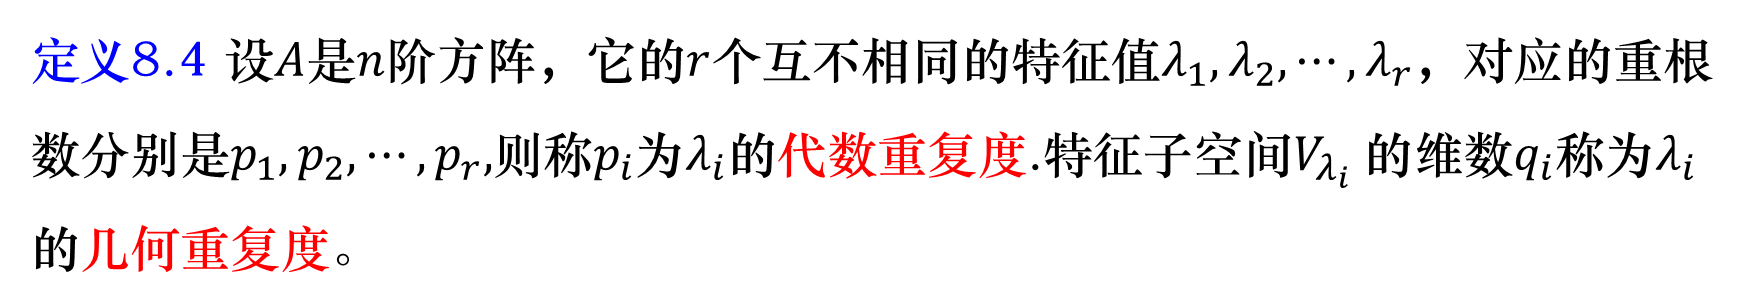 定义8.4 设A是n阶方阵，它的r个互不相同的特征值λ₁, λ₂, ⋯ , λᵣ，对应的重根
数分别是p₁, p₂, ⋯ , pᵣ,则称pᵢ为λᵢ的代数重复度.特征子空间V_{λᵢ} 的维数qᵢ称为λᵢ
的几何重复度。